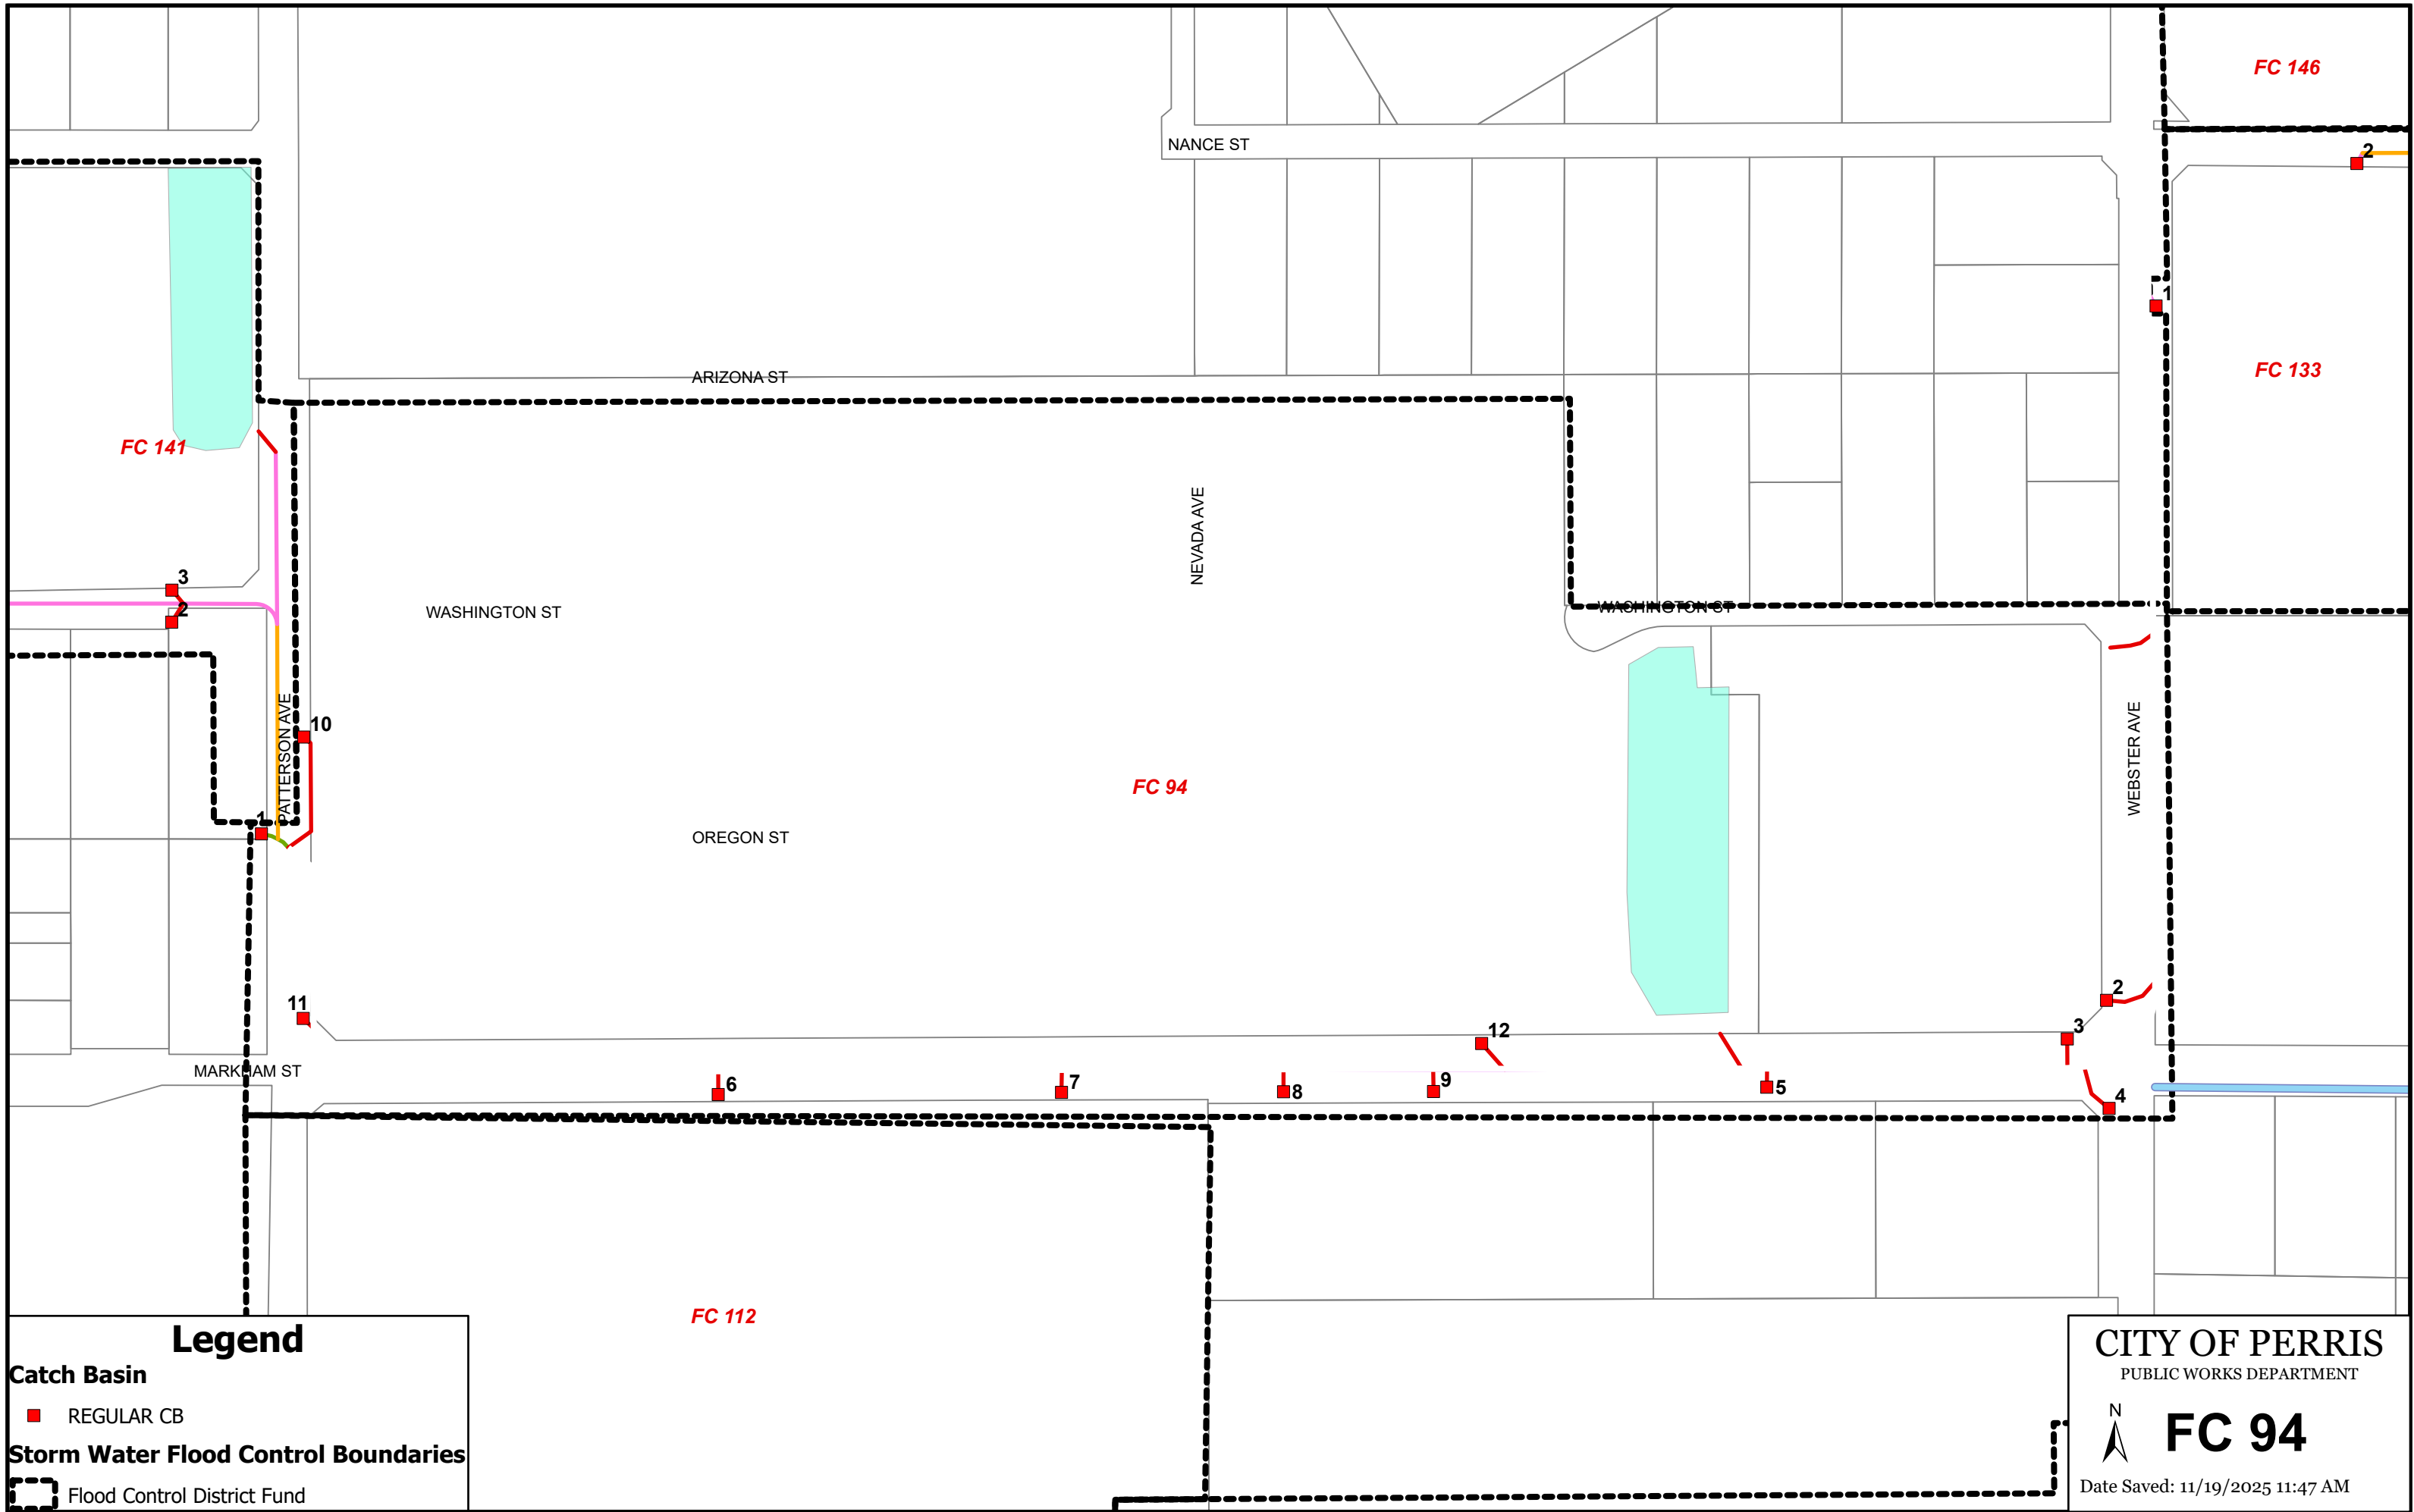 FC 146
NANCE ST
2
1
FC 133
ARIZONA ST
FC 141
NEVADA AVE
3
2
WASHINGTON ST
WASHINGTON ST
PATTERSON AVE
10
WEBSTER AVE
FC 94
1
OREGON ST
2
11
12
3
MARKHAM ST
6
7
8
9
5
4
FC 112
Legend
Catch Basin
REGULAR CB
Storm Water Flood Control Boundaries
Flood Control District Fund
CITY OF PERRIS
PUBLIC WORKS DEPARTMENT
N
FC 94
Date Saved: 11/19/2025 11:47 AM